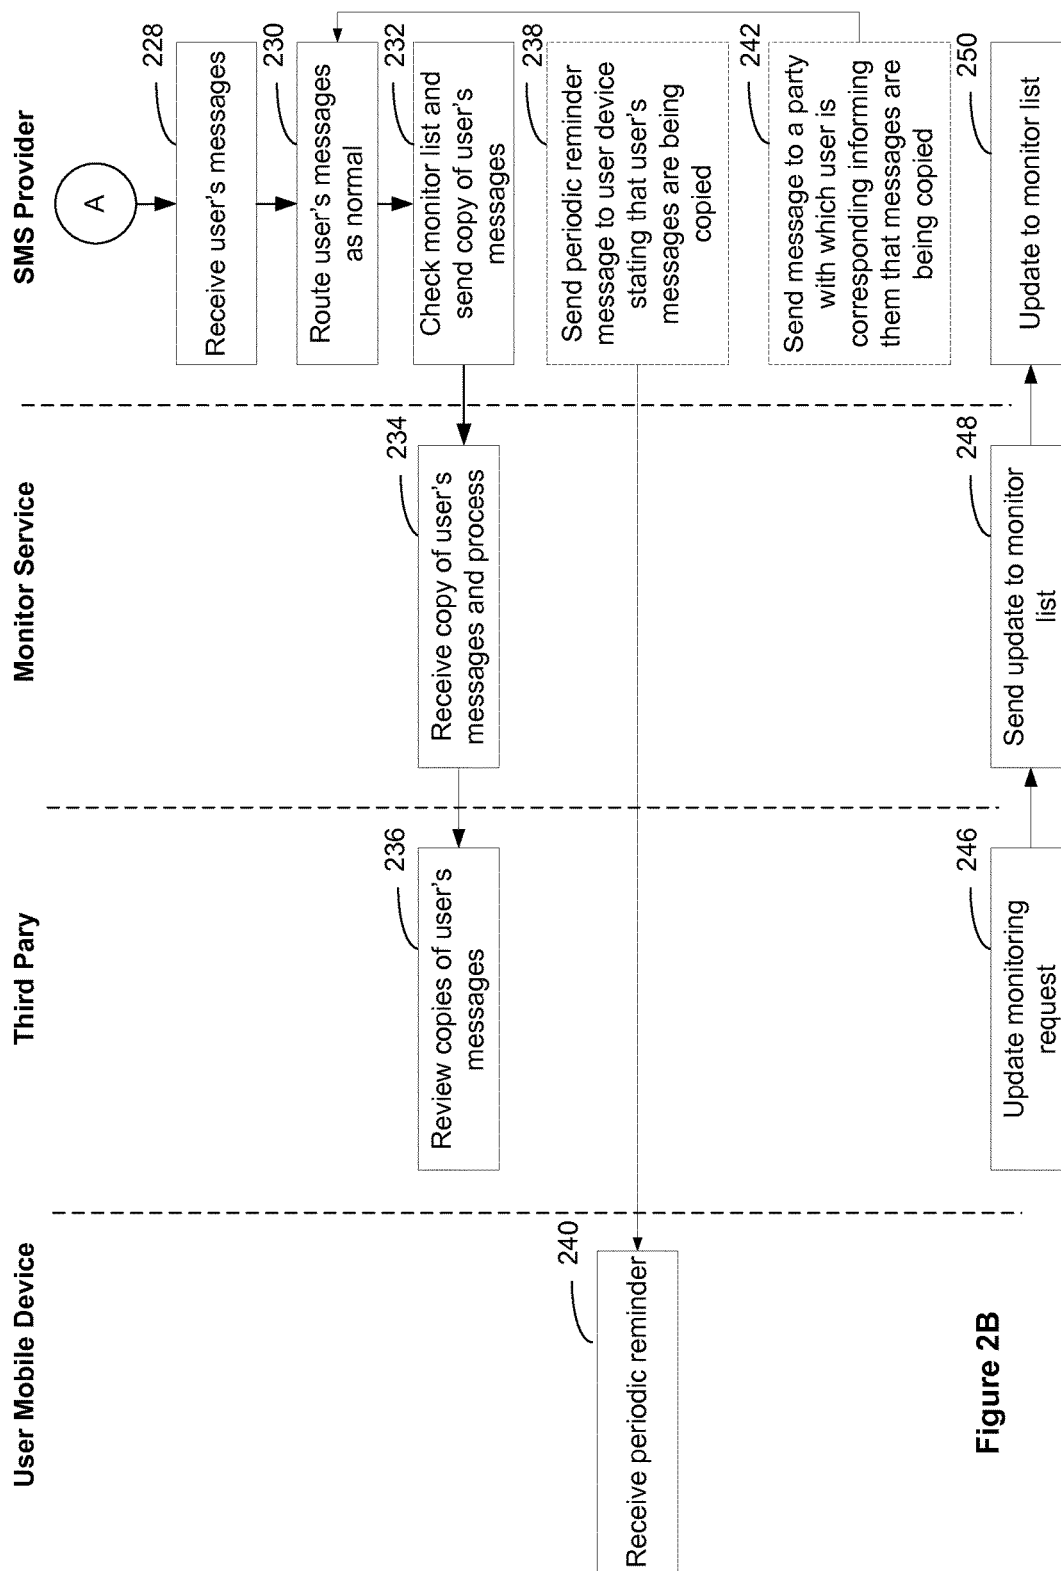 User Mobile Device
Third Pary
Monitor Service
SMS Provider
A
228
Receive user's messages
230
Route user's messages
as normal
232
Check monitor list and
send copy of user's
messages
234
Receive copy of user's
messages and process
236
Review copies of user's
messages
238
Send periodic reminder
message to user device
stating that user's
messages are being
copied
240
Receive periodic reminder
242
Send message to a party
with which user is
corresponding informing
them that messages are
being copied
246
Update monitoring
request
248
Send update to monitor
list
250
Update to monitor list
Figure 2B